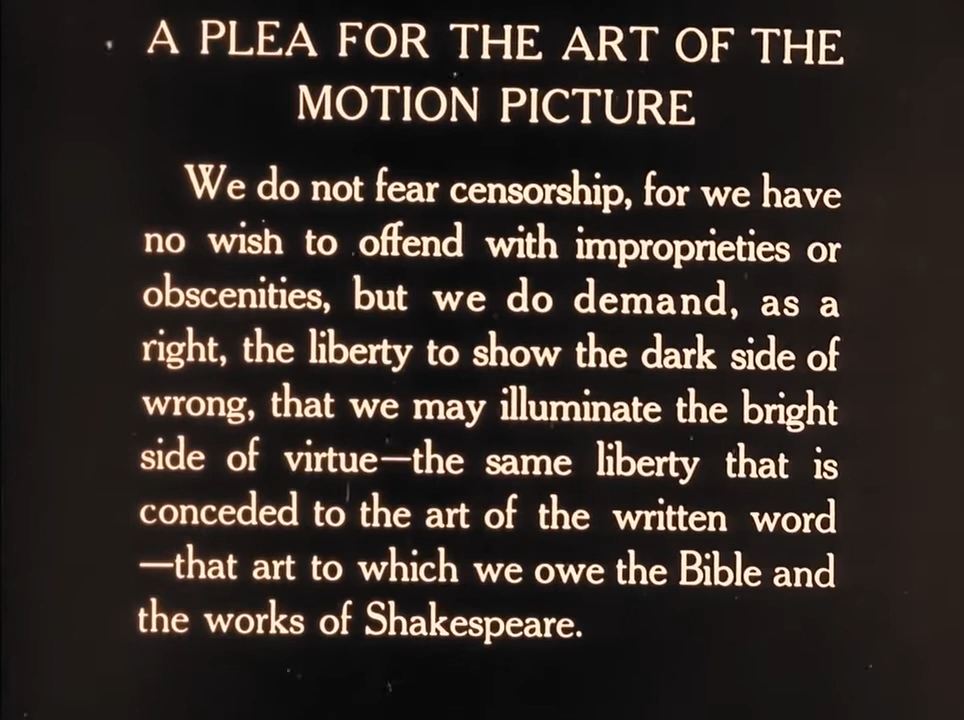 A PLEA FOR THE ART OF THE
MOTION PICTURE
We do not fear censorship, for we have
no wish to offend with improprieties or
obscenities, but we do demand, as a
right, the liberty to show the dark side of
wrong, that we may illuminate the bright
side of virtue—the same liberty that is
conceded to the art of the written word
—that art to which we owe the Bible and
the works of Shakespeare.